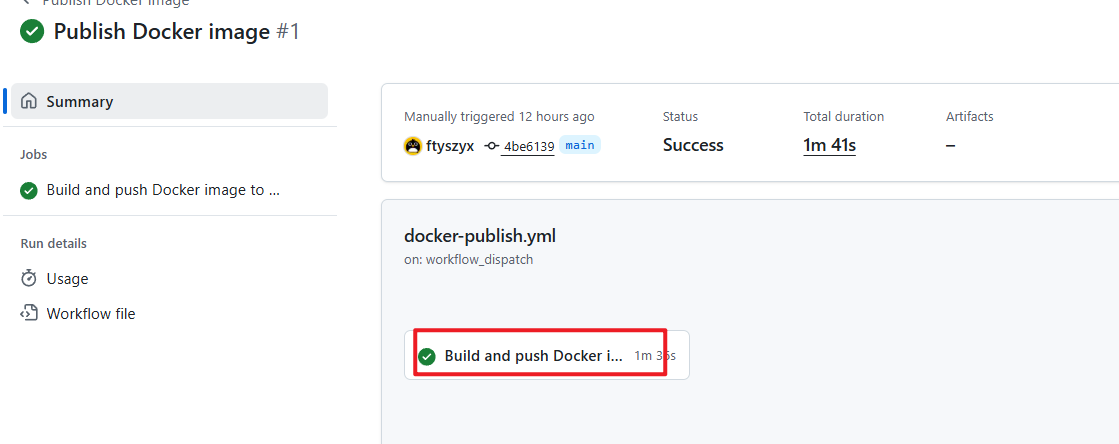 Publish Docker image
Publish Docker image #1
Summary
Jobs
Build and push Docker image to ...
Run details
Usage
Workflow file
Manually triggered 12 hours ago
ftyszyx 4be6139 main
Status
Success
Total duration
1m 41s
Artifacts
–
docker-publish.yml
on: workflow_dispatch
Build and push Docker i... 1m 36s